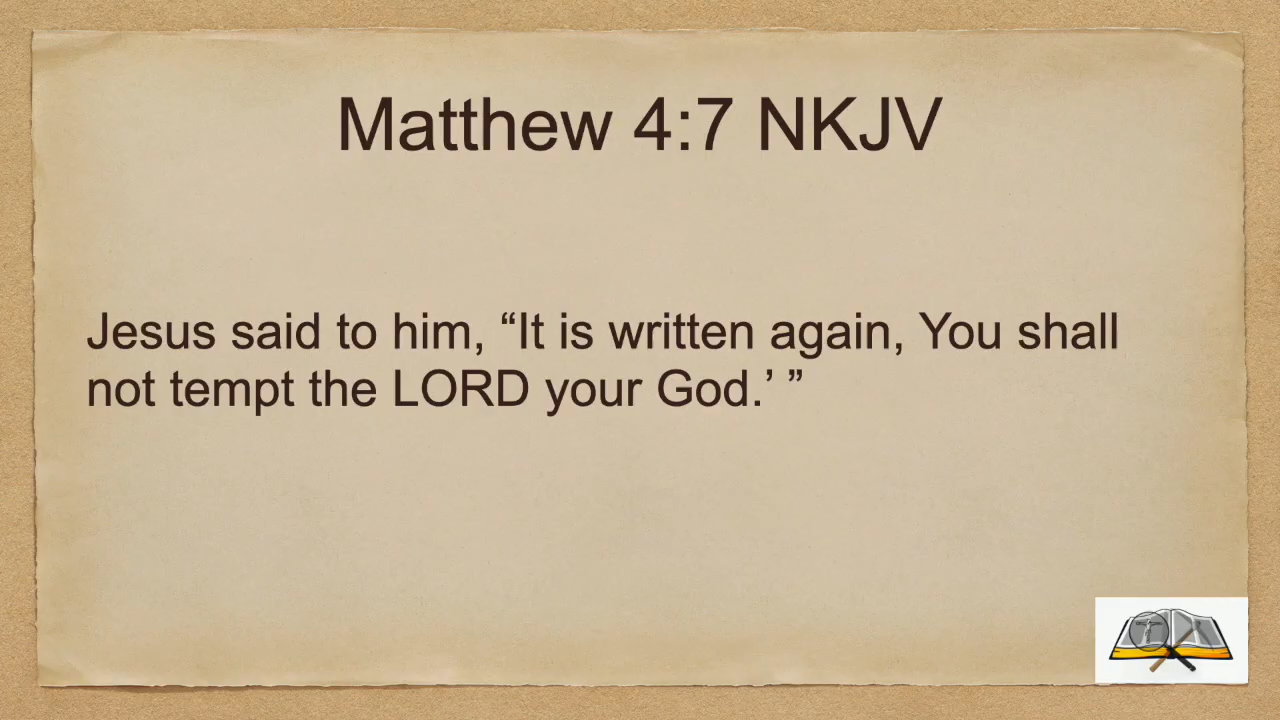 Matthew 4:7 NKJV
Jesus said to him, “It is written again, You shall
not tempt the LORD your God.’ ”